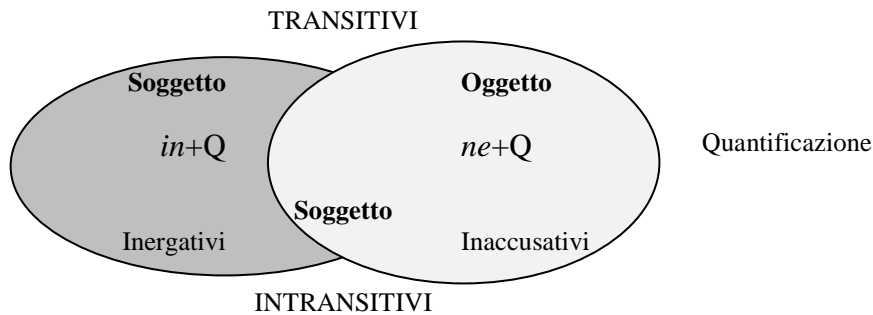 TRANSITIVI
Soggetto Oggetto
in+Q ne+Q Quantificazione
Soggetto
Inergativi Inaccusativi
INTRANSITIVI